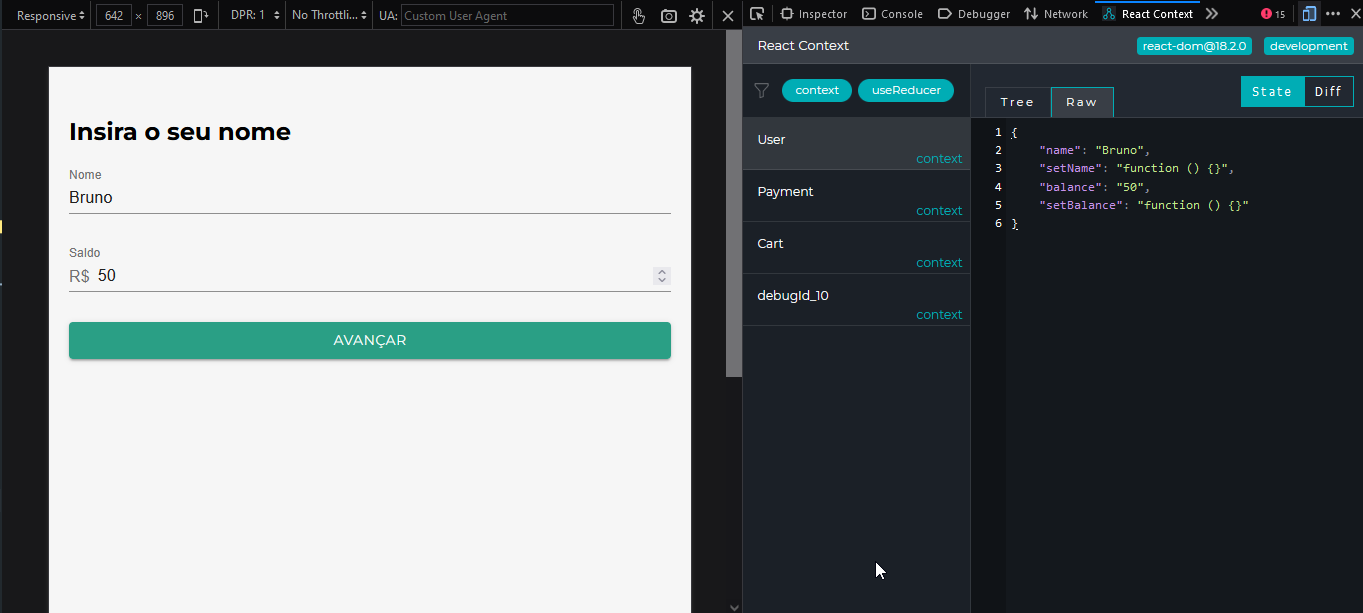 Responsive 642 × 896 DPR: 1 No Throttli... UA: Custom User Agent
Inspector Console Debugger Network React Context 15
React Context react-dom@18.2.0 development
Insira o seu nome
Nome
Bruno
Saldo
R$ 50
AVANÇAR
context useReducer
User
context
Payment
context
Cart
context
debugId_10
context
Tree Raw State Diff
1 {
2 "name": "Bruno",
3 "setName": "function () {}",
4 "balance": "50",
5 "setBalance": "function () {}"
6 }